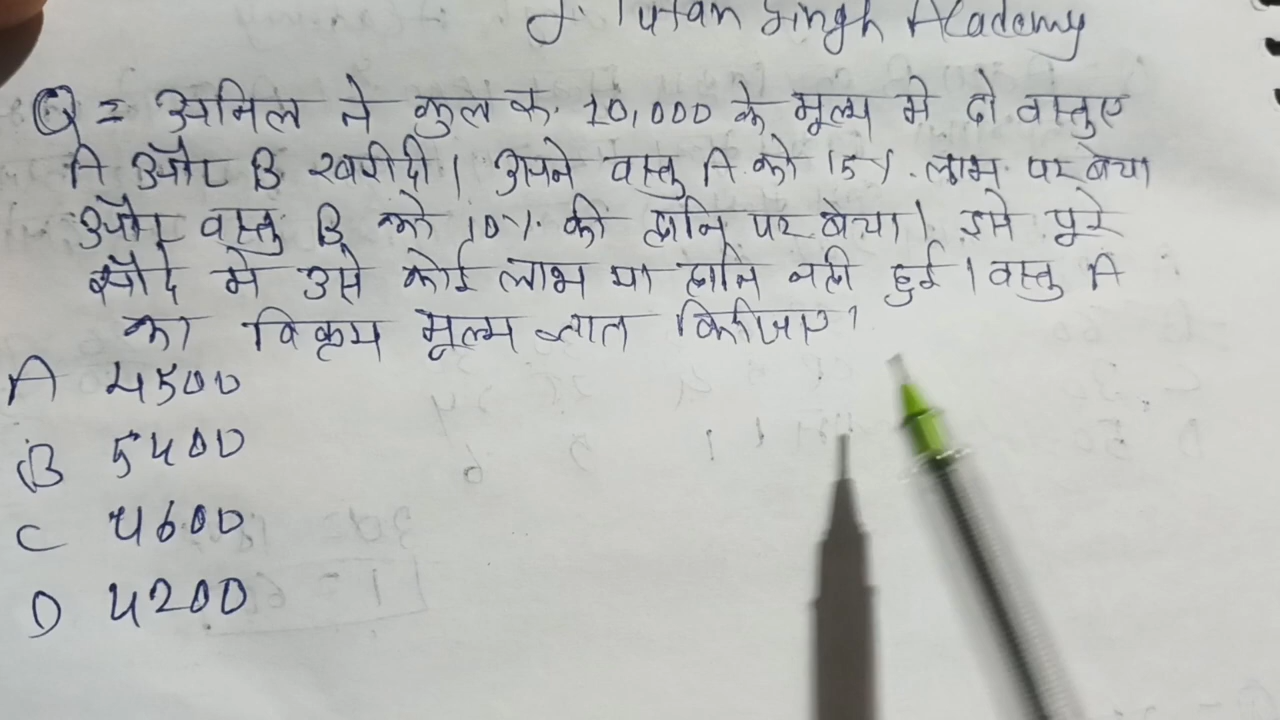 J. Tufan Singh Academy
Q = अनिल ने कुल रू. 10,000 के मूल्य मे दो वस्तुए
A और B खरीदी। उसने वस्तु A को 15% लाभ पर बेचा
और वस्तु B को 10% की हानि पर बेचा। इसे पूरे
सौदे मे उसे कोई लाभ या हानि नही हुई। वस्तु A
का विक्रय मूल्य ज्ञात किजिए?
A 4500
B 5400
C 4600
D 4200